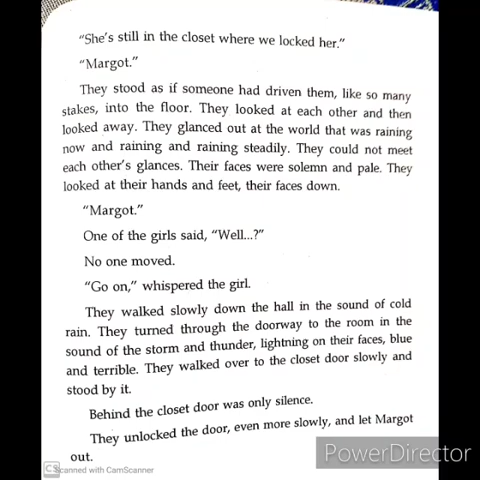 "She's still in the closet where we locked her."
"Margot."
They stood as if someone had driven them, like so many
stakes, into the floor. They looked at each other and then
looked away. They glanced out at the world that was raining
now and raining and raining steadily. They could not meet
each other's glances. Their faces were solemn and pale. They
looked at their hands and feet, their faces down.
"Margot."
One of the girls said, "Well...?"
No one moved.
"Go on," whispered the girl.
They walked slowly down the hall in the sound of cold
rain. They turned through the doorway to the room in the
sound of the storm and thunder, lightning on their faces, blue
and terrible. They walked over to the closet door slowly and
stood by it.
Behind the closet door was only silence.
They unlocked the door, even more slowly, and let Margot
out.
PowerDirector
CS Scanned with CamScanner